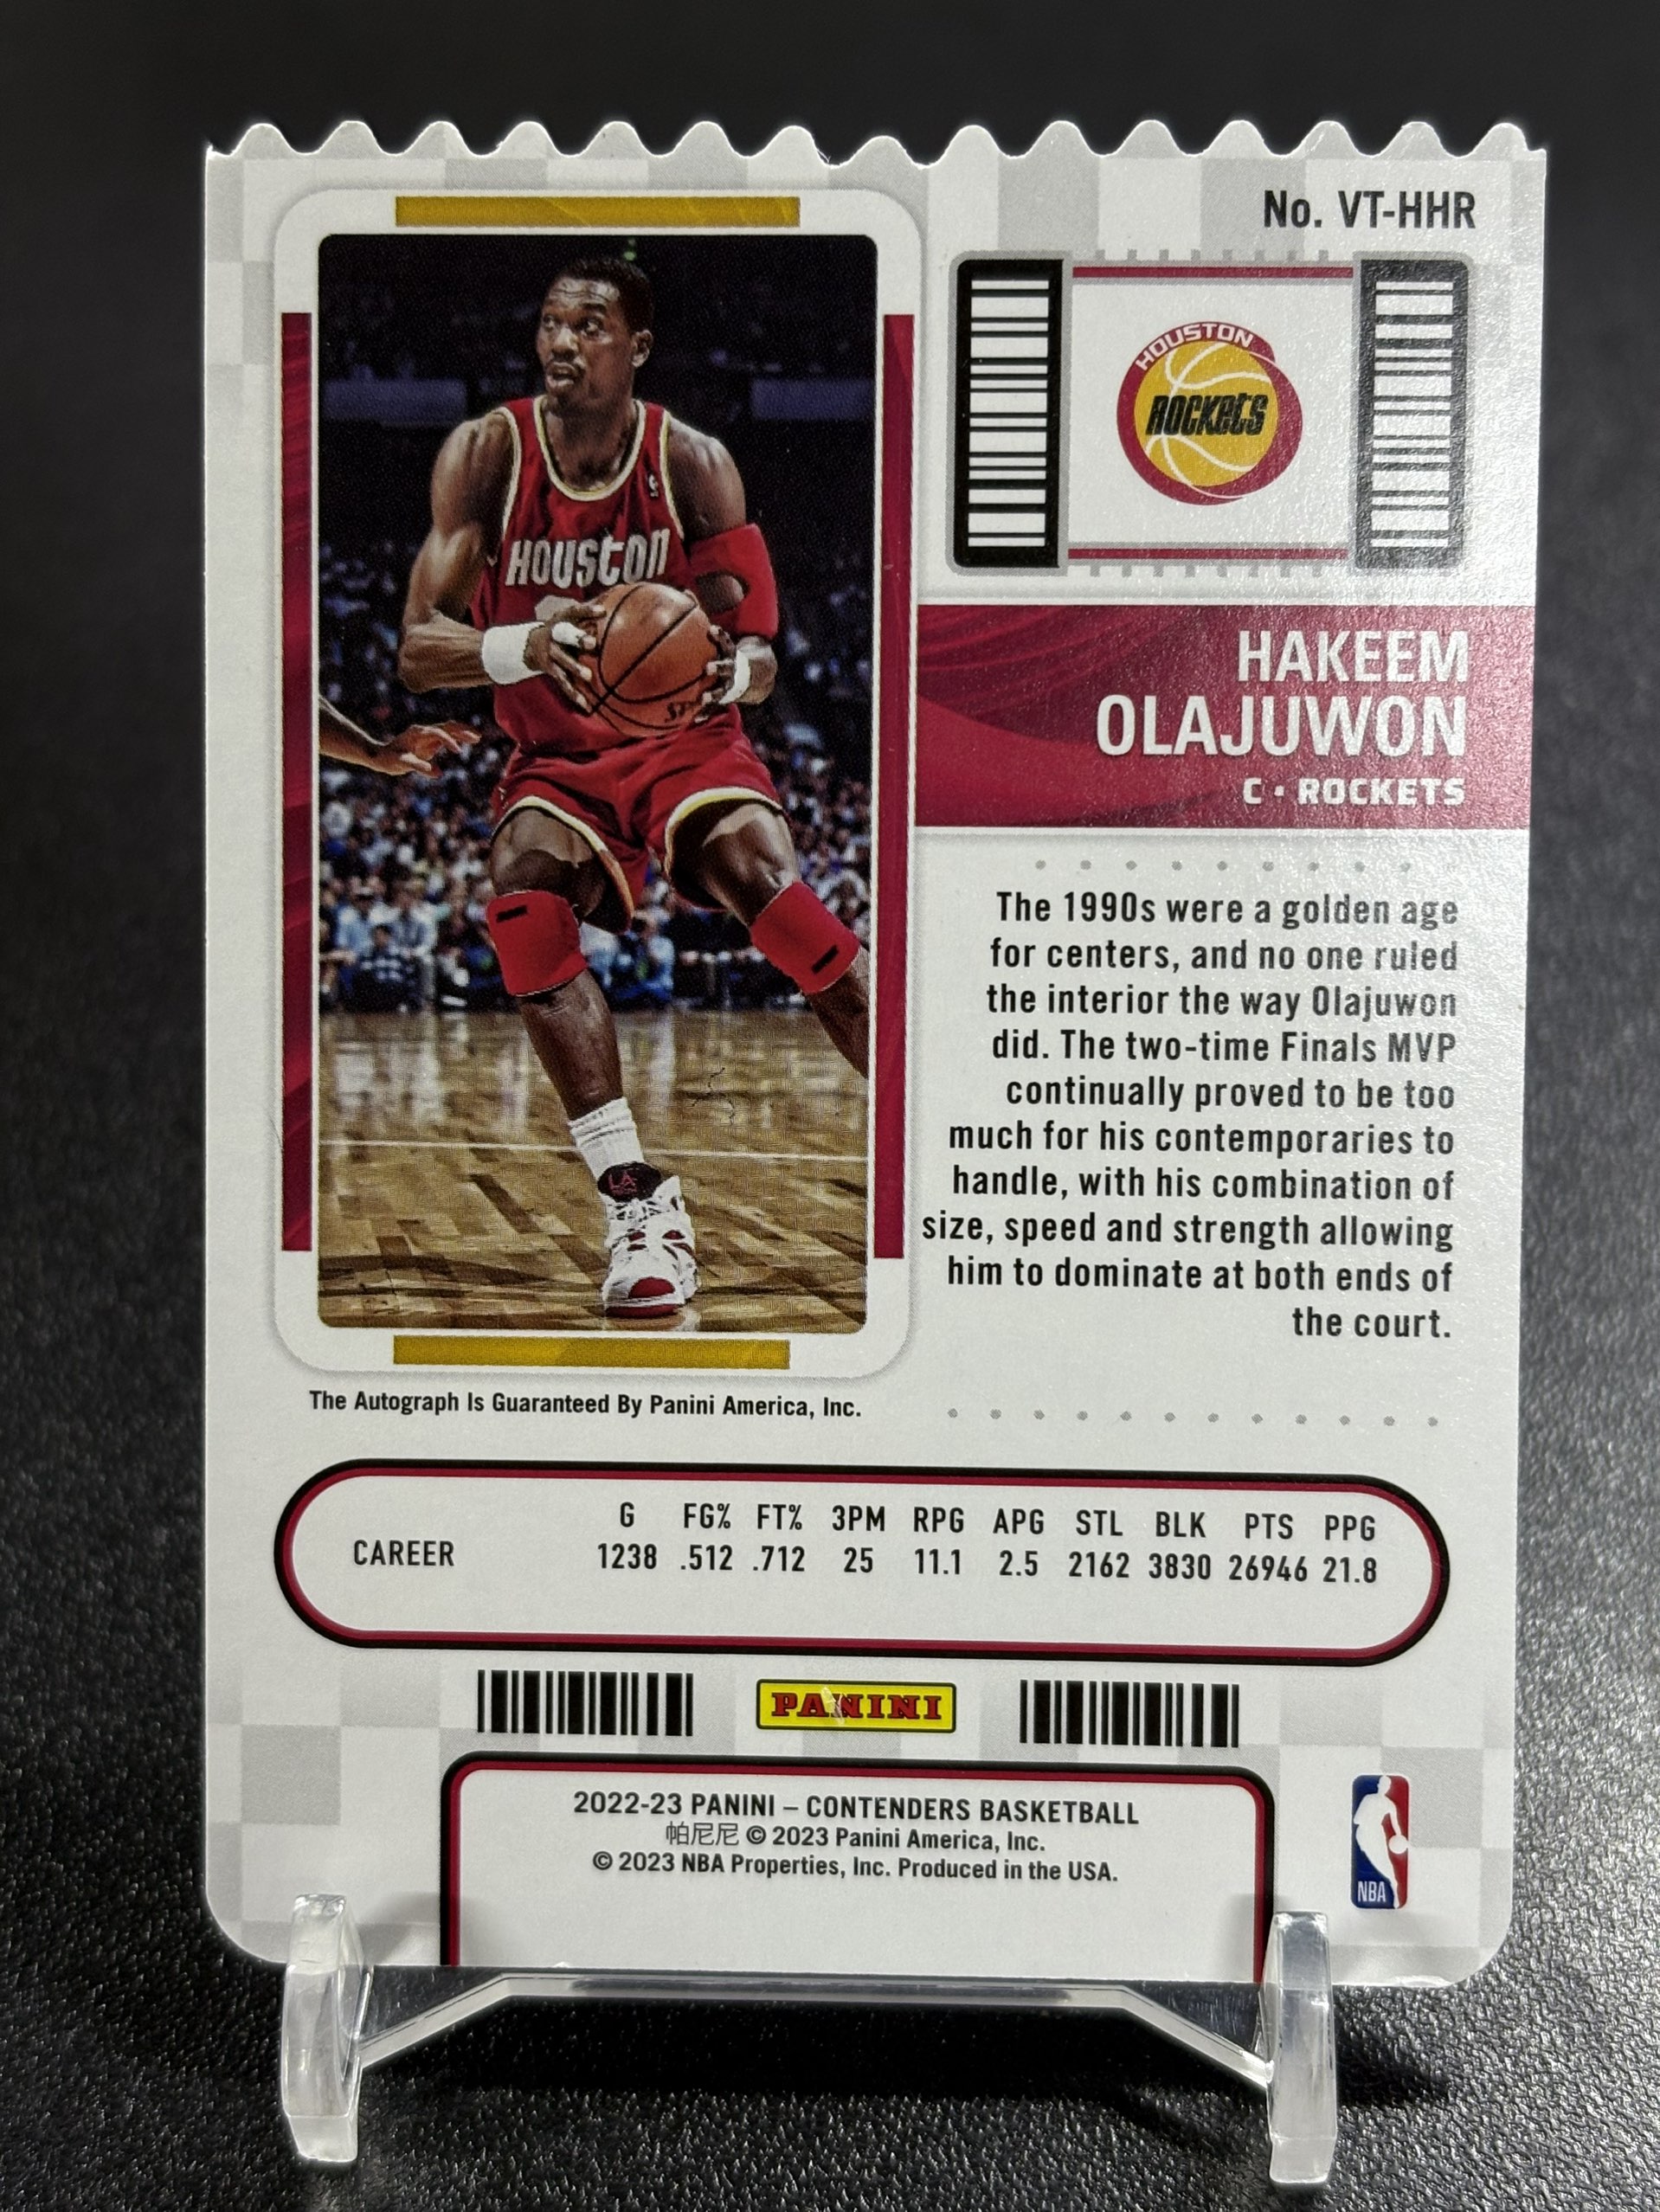 No. VT-HHR
HOUSTON
ROCKETS
HOUSTON
HAKEEM
OLAJUWON
C · ROCKETS
The 1990s were a golden age
for centers, and no one ruled
the interior the way Olajuwon
did. The two-time Finals MVP
continually proved to be too
much for his contemporaries to
handle, with his combination of
size, speed and strength allowing
him to dominate at both ends of
the court.
LA
The Autograph Is Guaranteed By Panini America, Inc.
G FG% FT% 3PM RPG APG STL BLK PTS PPG
CAREER 1238 .512 .712 25 11.1 2.5 2162 3830 26946 21.8
PANINI
2022-23 PANINI – CONTENDERS BASKETBALL
帕尼尼 © 2023 Panini America, Inc.
© 2023 NBA Properties, Inc. Produced in the USA.
NBA